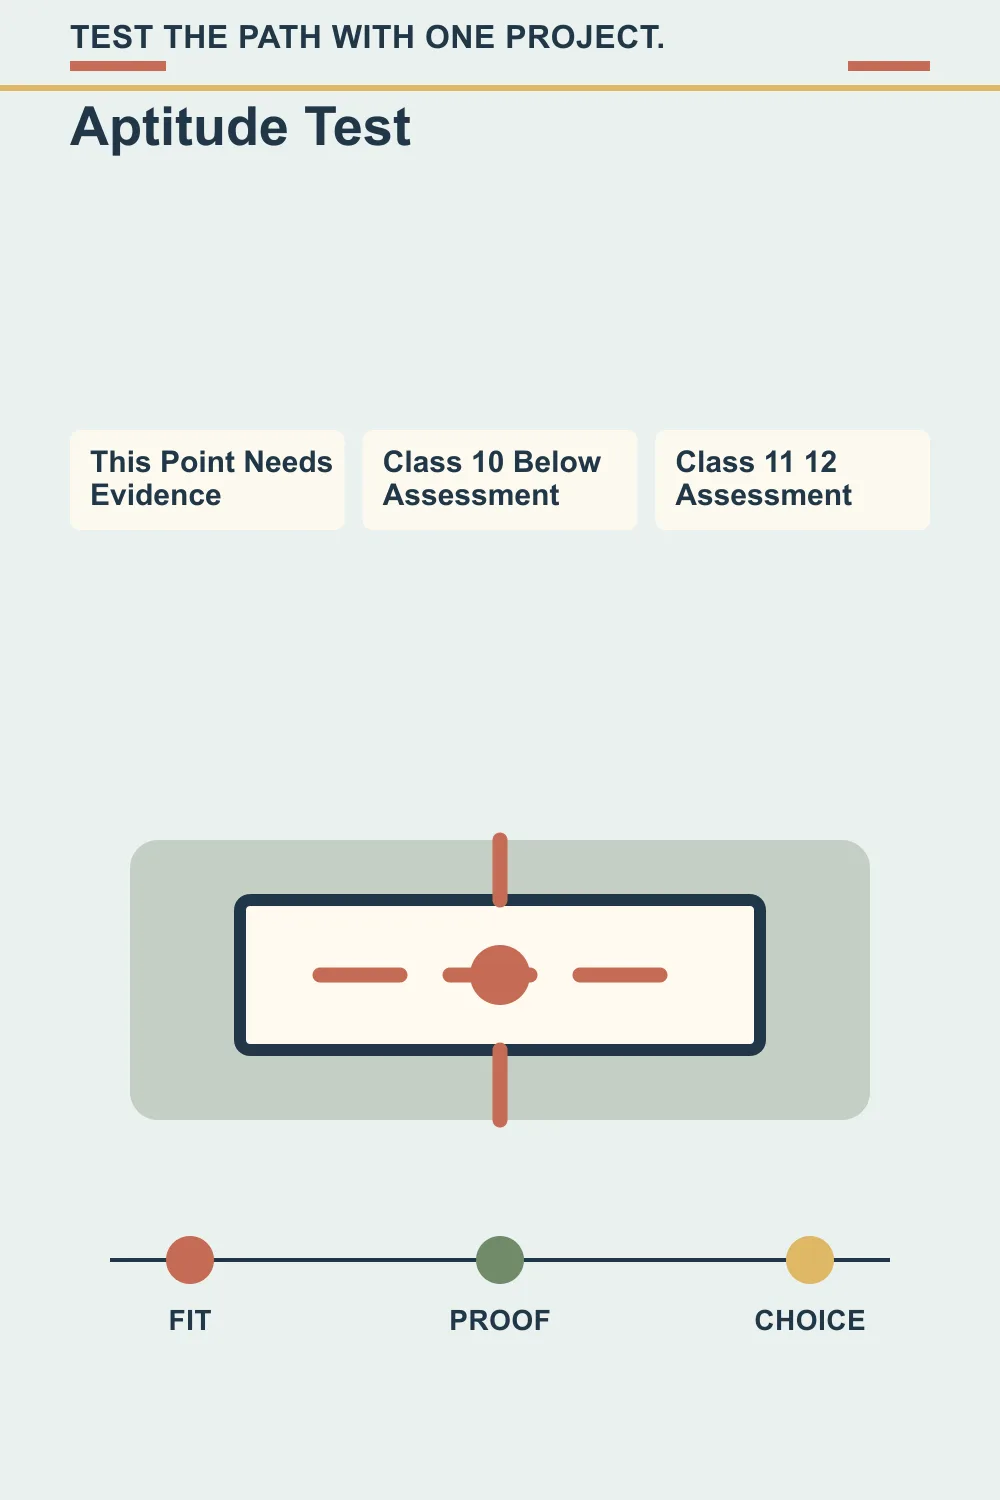 TEST THE PATH WITH ONE PROJECT.
Aptitude Test
This Point Needs
Evidence
Class 10 Below
Assessment
Class 11 12
Assessment
FIT
PROOF
CHOICE